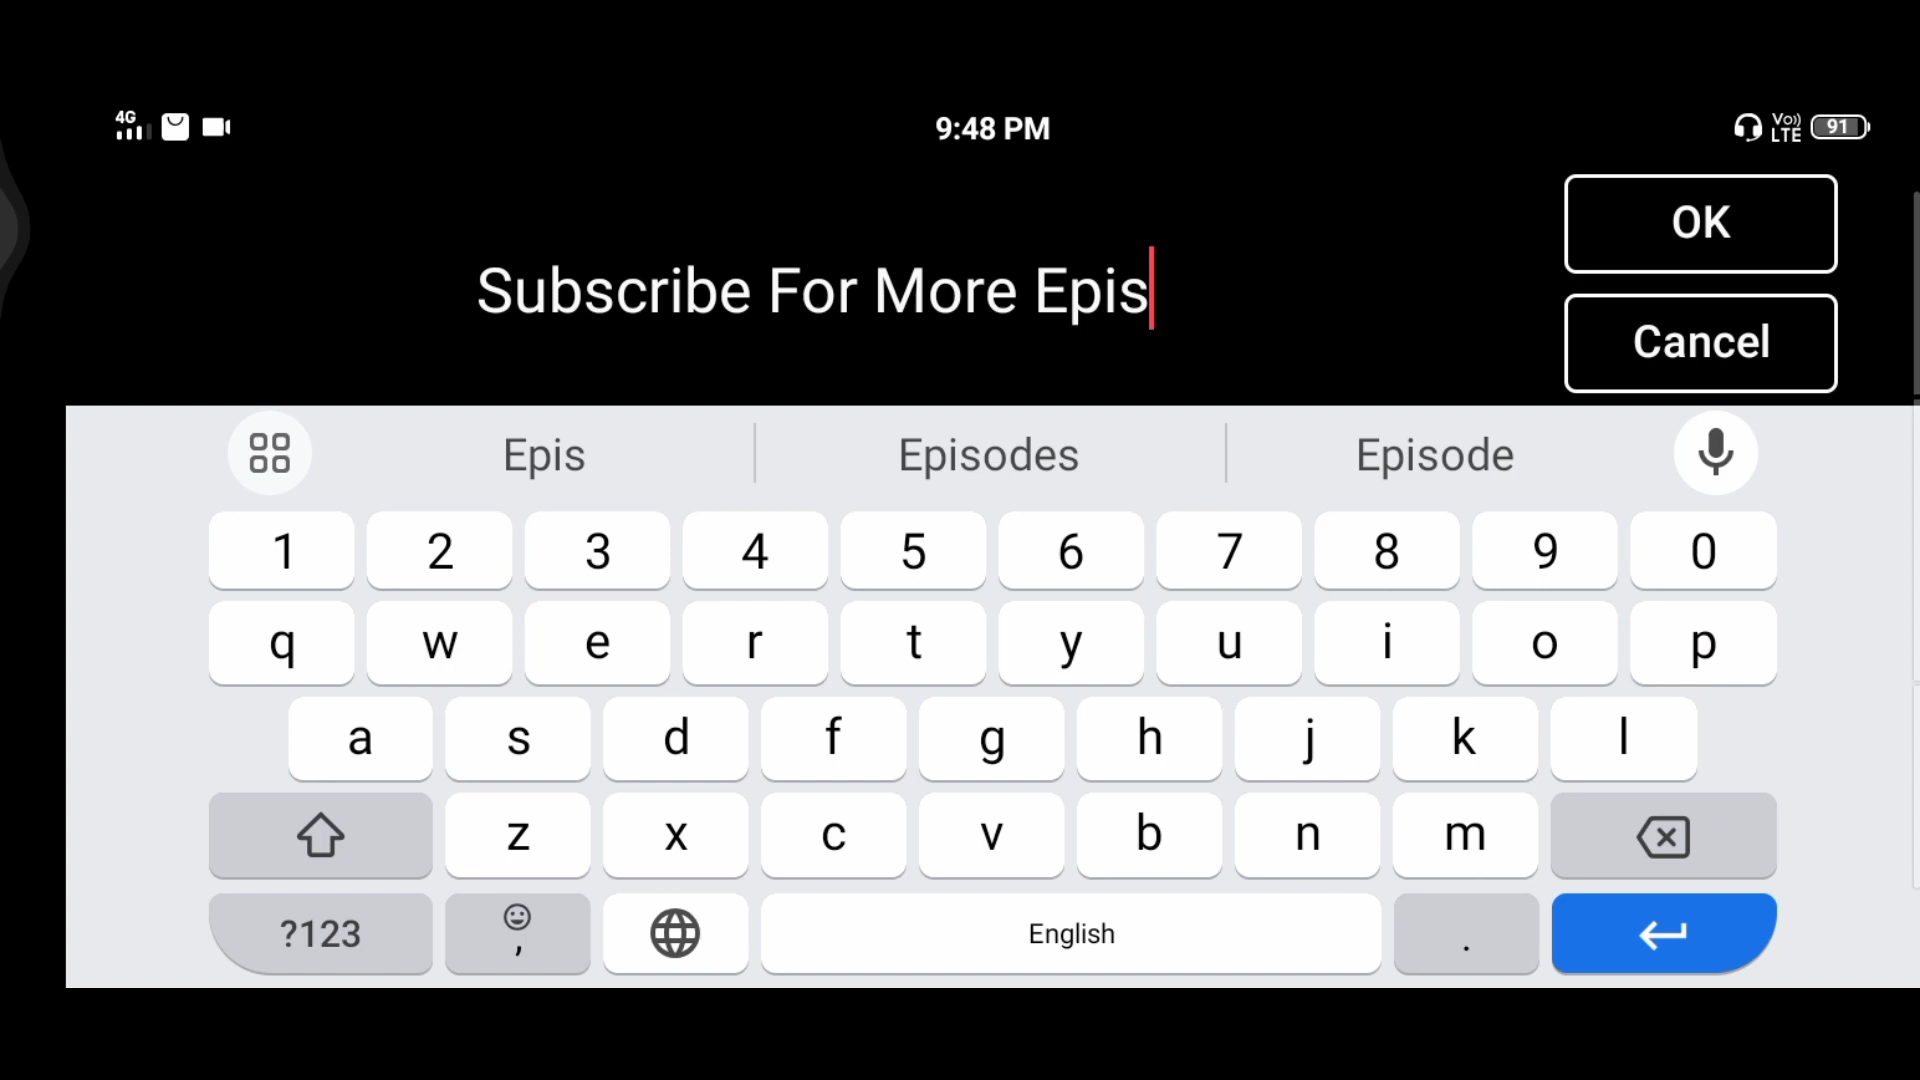 4G
9:48 PM
Vo))
LTE
91
OK
Subscribe For More Epis
Cancel
Epis
Episodes
Episode
1 2 3 4 5 6 7 8 9 0
q w e r t y u i o p
a s d f g h j k l
z x c v b n m
?123 , English .